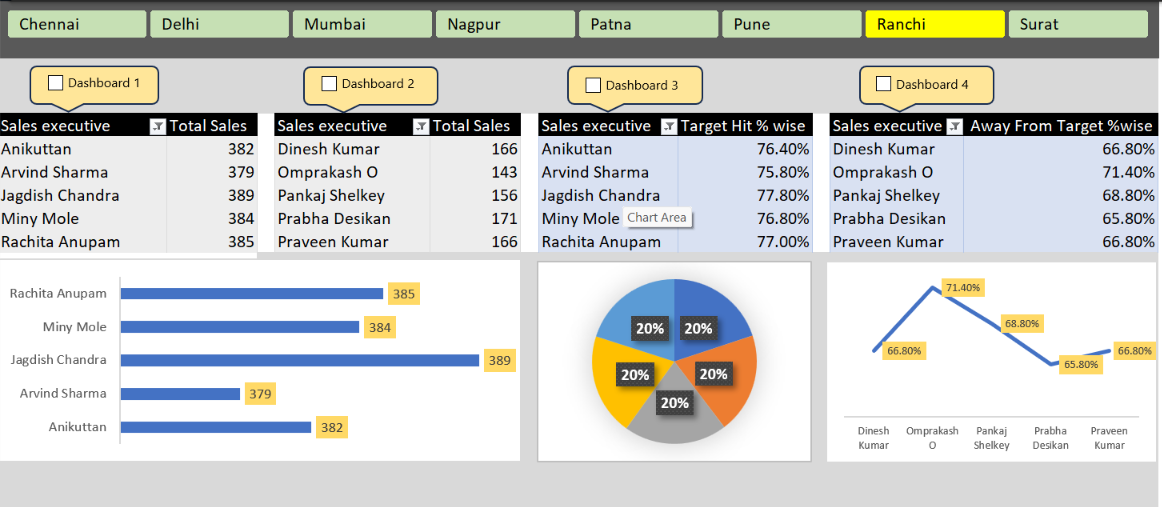 Chennai Delhi Mumbai Nagpur Patna Pune Ranchi Surat
Dashboard 1 Dashboard 2 Dashboard 3 Dashboard 4
Sales executive Total Sales Sales executive Total Sales Sales executive Target Hit % wise Sales executive Away From Target %wise
Anikuttan 382 Dinesh Kumar 166 Anikuttan 76.40% Dinesh Kumar 66.80%
Arvind Sharma 379 Omprakash O 143 Arvind Sharma 75.80% Omprakash O 71.40%
Jagdish Chandra 389 Pankaj Shelkey 156 Jagdish Chandra 77.80% Pankaj Shelkey 68.80%
Miny Mole 384 Prabha Desikan 171 Miny Mole Chart Area 76.80% Prabha Desikan 65.80%
Rachita Anupam 385 Praveen Kumar 166 Rachita Anupam 77.00% Praveen Kumar 66.80%
Rachita Anupam 385
Miny Mole 384
Jagdish Chandra 389
Arvind Sharma 379
Anikuttan 382
20% 20%
20% 20%
20%
71.40%
68.80%
66.80% 66.80%
65.80%
Dinesh Omprakash Pankaj Prabha Praveen
Kumar O Shelkey Desikan Kumar